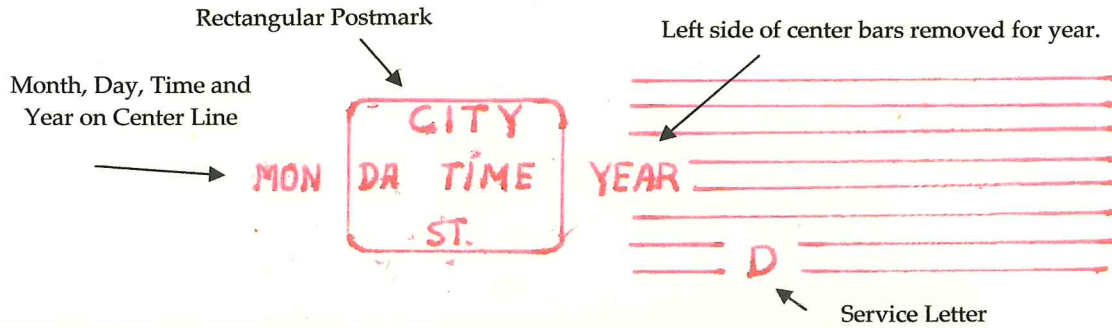 Rectangular Postmark
Left side of center bars removed for year.
Month, Day, Time and
Year on Center Line
CITY
MON DA TIME YEAR
ST.
D
Service Letter